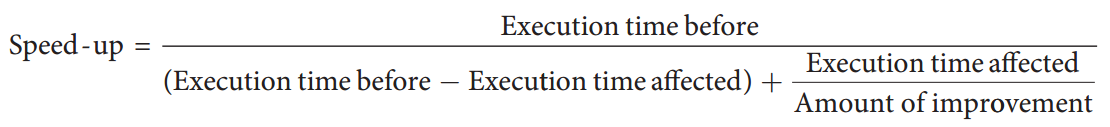 Speed-up = Execution time before
(Execution time before − Execution time affected) + Execution time affected
Amount of improvement